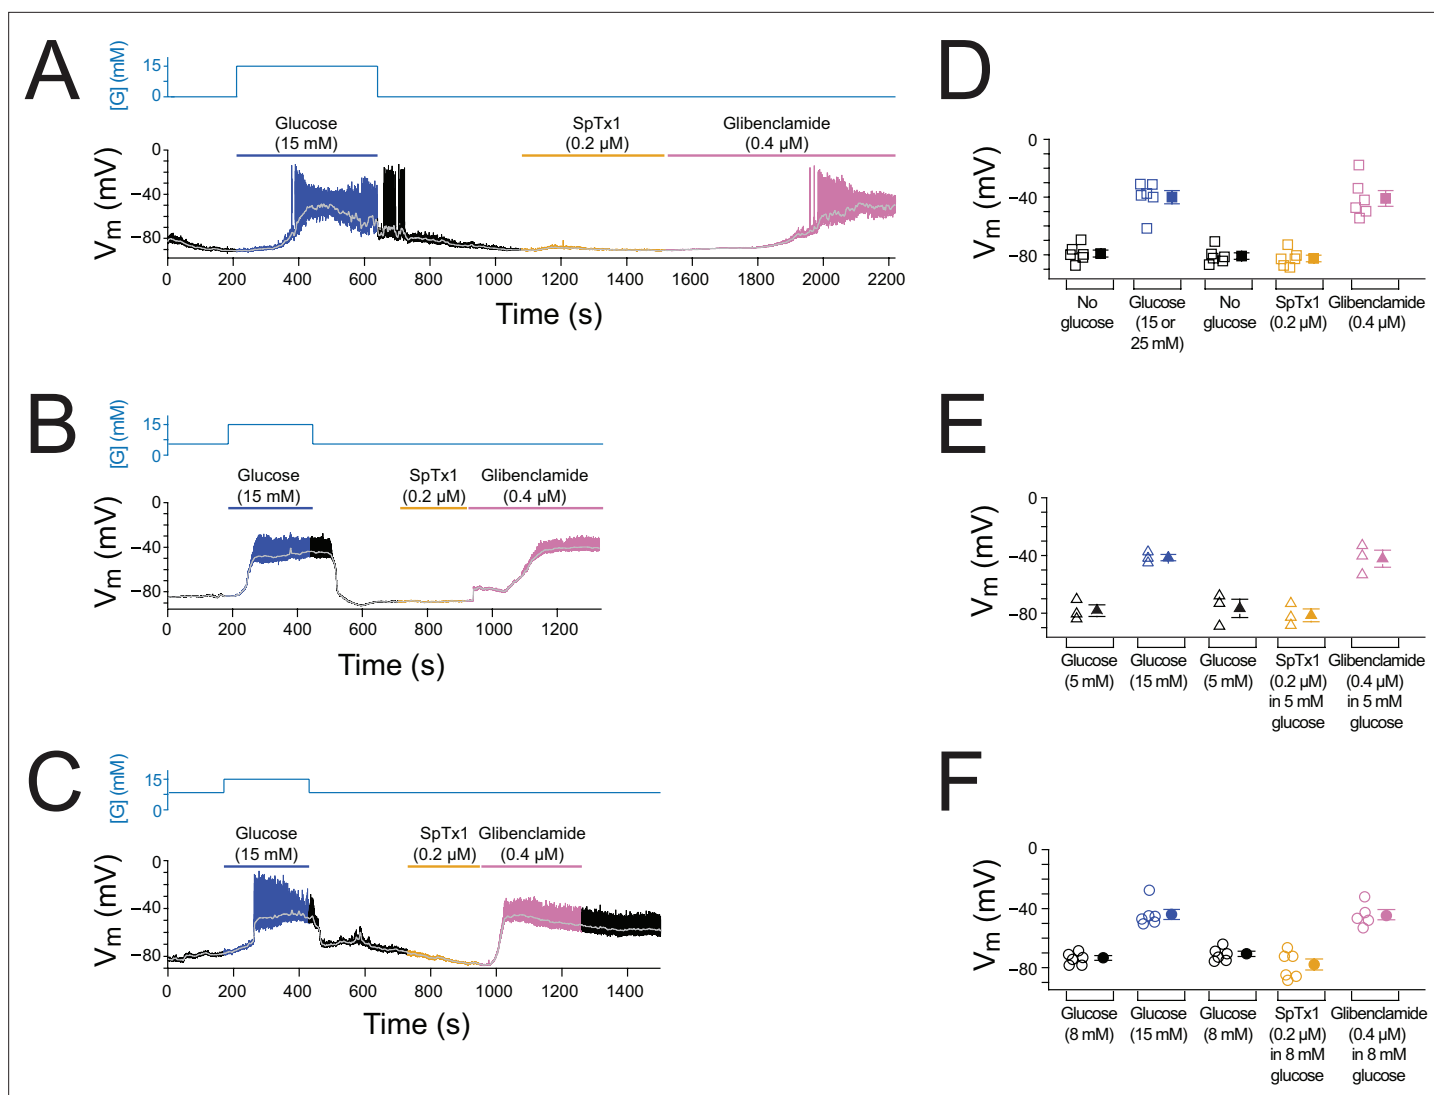 A
[G] (mM)
15
0
Glucose
(15 mM)
SpTx1
(0.2 µM)
Glibenclamide
(0.4 µM)
Vm (mV)
0
−40
−80
0 200 400 600 800 1000 1200 1400 1600 1800 2000 2200
Time (s)
B
[G] (mM)
15
0
Glucose
(15 mM)
SpTx1
(0.2 µM)
Glibenclamide
(0.4 µM)
Vm (mV)
0
−40
−80
0 200 400 600 800 1000 1200
Time (s)
C
[G] (mM)
15
0
Glucose
(15 mM)
SpTx1
(0.2 µM)
Glibenclamide
(0.4 µM)
Vm (mV)
0
−40
−80
0 200 400 600 800 1000 1200 1400
Time (s)
D
Vm (mV)
0
−40
−80
No
glucose
Glucose
(15 or
25 mM)
No
glucose
SpTx1
(0.2 µM)
Glibenclamide
(0.4 µM)
E
Vm (mV)
0
−40
−80
Glucose
(5 mM)
Glucose
(15 mM)
Glucose
(5 mM)
SpTx1
(0.2 µM)
in 5 mM
glucose
Glibenclamide
(0.4 µM)
in 5 mM
glucose
F
Vm (mV)
0
−40
−80
Glucose
(8 mM)
Glucose
(15 mM)
Glucose
(8 mM)
SpTx1
(0.2 µM)
in 8 mM
glucose
Glibenclamide
(0.4 µM)
in 8 mM
glucose